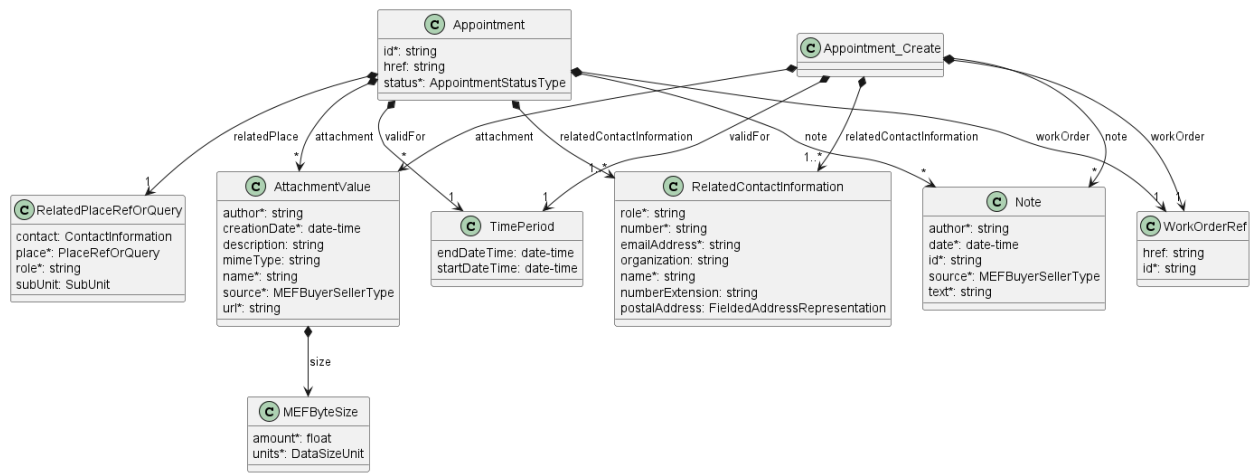 C Appointment
id*: string
href: string
status*: AppointmentStatusType
C Appointment_Create
relatedPlace
attachment
validFor
attachment
relatedContactInformation
validFor
note
relatedContactInformation
workOrder
note
workOrder
1
*
1
1
1..*
1..*
*
*
1
1
C RelatedPlaceRefOrQuery
contact: ContactInformation
place*: PlaceRefOrQuery
role*: string
subUnit: SubUnit
C AttachmentValue
author*: string
creationDate*: date-time
description: string
mimeType: string
name*: string
source*: MEFBuyerSellerType
url*: string
C TimePeriod
endDateTime: date-time
startDateTime: date-time
C RelatedContactInformation
role*: string
number*: string
emailAddress*: string
organization: string
name*: string
numberExtension: string
postalAddress: FieldedAddressRepresentation
C Note
author*: string
date*: date-time
id*: string
source*: MEFBuyerSellerType
text*: string
C WorkOrderRef
href: string
id*: string
size
C MEFByteSize
amount*: float
units*: DataSizeUnit